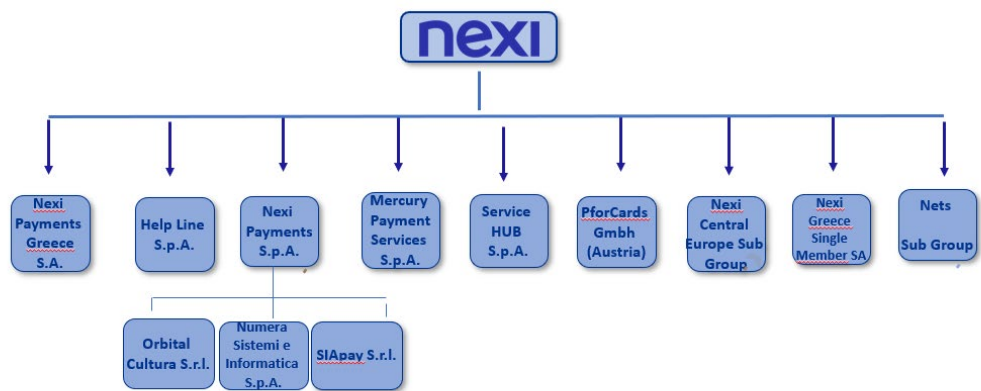 nexi
Nexi
Payments
Greece
S.A.
Help Line
S.p.A.
Nexi
Payments
S.p.A.
Mercury
Payment
Services
S.p.A.
Service
HUB
S.p.A.
PforCards
Gmbh
(Austria)
Nexi
Central
Europe Sub
Group
Nexi
Greece
Single
Member SA
Nets
Sub Group
Orbital
Cultura S.r.l.
Numera
Sistemi e
Informatica
S.p.A.
SIApay S.r.l.